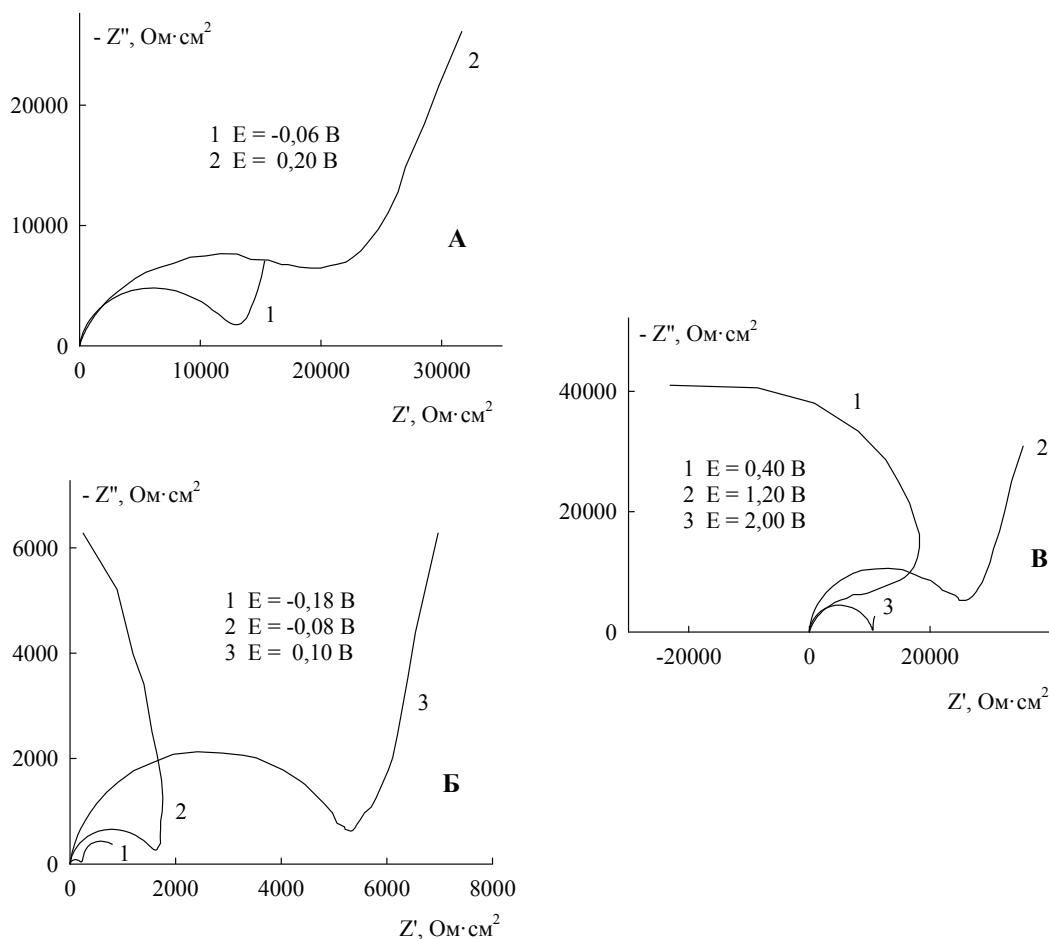 - Z", Ом·см²
2
20000
1 E = -0,06 В
2 E = 0,20 В
10000
А
1
0
0 10000 20000 30000
Z', Ом·см²
- Z", Ом·см²
6000
1 E = -0,18 В
2 E = -0,08 В
3 E = 0,10 В
4000
3
2000
Б
2
1
0
0 2000 4000 6000 8000
Z', Ом·см²
- Z", Ом·см²
40000
1
2
1 E = 0,40 В
2 E = 1,20 В
3 E = 2,00 В
20000
В
3
0
-20000 0 20000
Z', Ом·см²